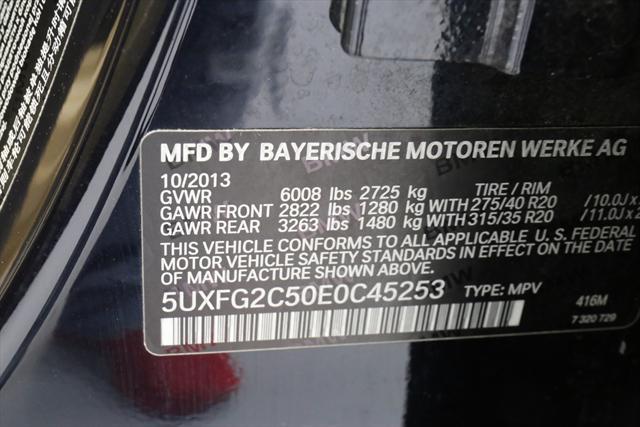 MFD BY BAYERISCHE MOTOREN WERKE AG
10/2013
GVWR 6008 lbs 2725 kg TIRE / RIM
GAWR FRONT 2822 lbs 1280 kg WITH 275/40 R20 /10.0J x
GAWR REAR 3263 lbs 1480 kg WITH 315/35 R20 /11.0J x
THIS VEHICLE CONFORMS TO ALL APPLICABLE U.S. FEDERAL
MOTOR VEHICLE SAFETY STANDARDS IN EFFECT ON THE DATE
OF MANUFACTURE SHOWN ABOVE.
5UXFG2C50E0C45253 TYPE: MPV 416M
7 320 729